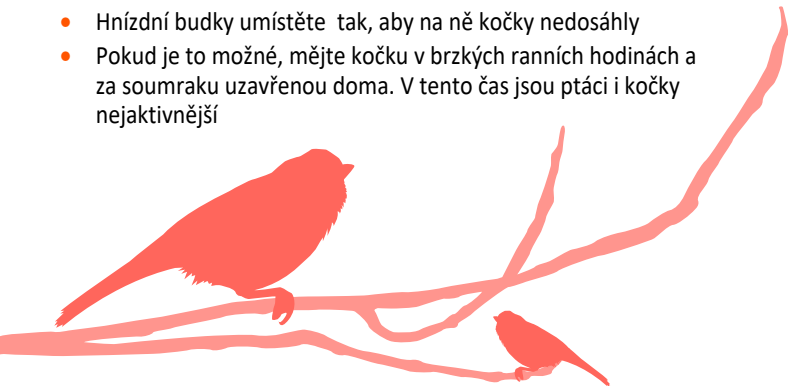 • Hnízdní budky umístěte  tak, aby na ně kočky nedosáhly
• Pokud je to možné, mějte kočku v brzkých ranních hodinách a
za soumraku uzavřenou doma. V tento čas jsou ptáci i kočky
nejaktivnější